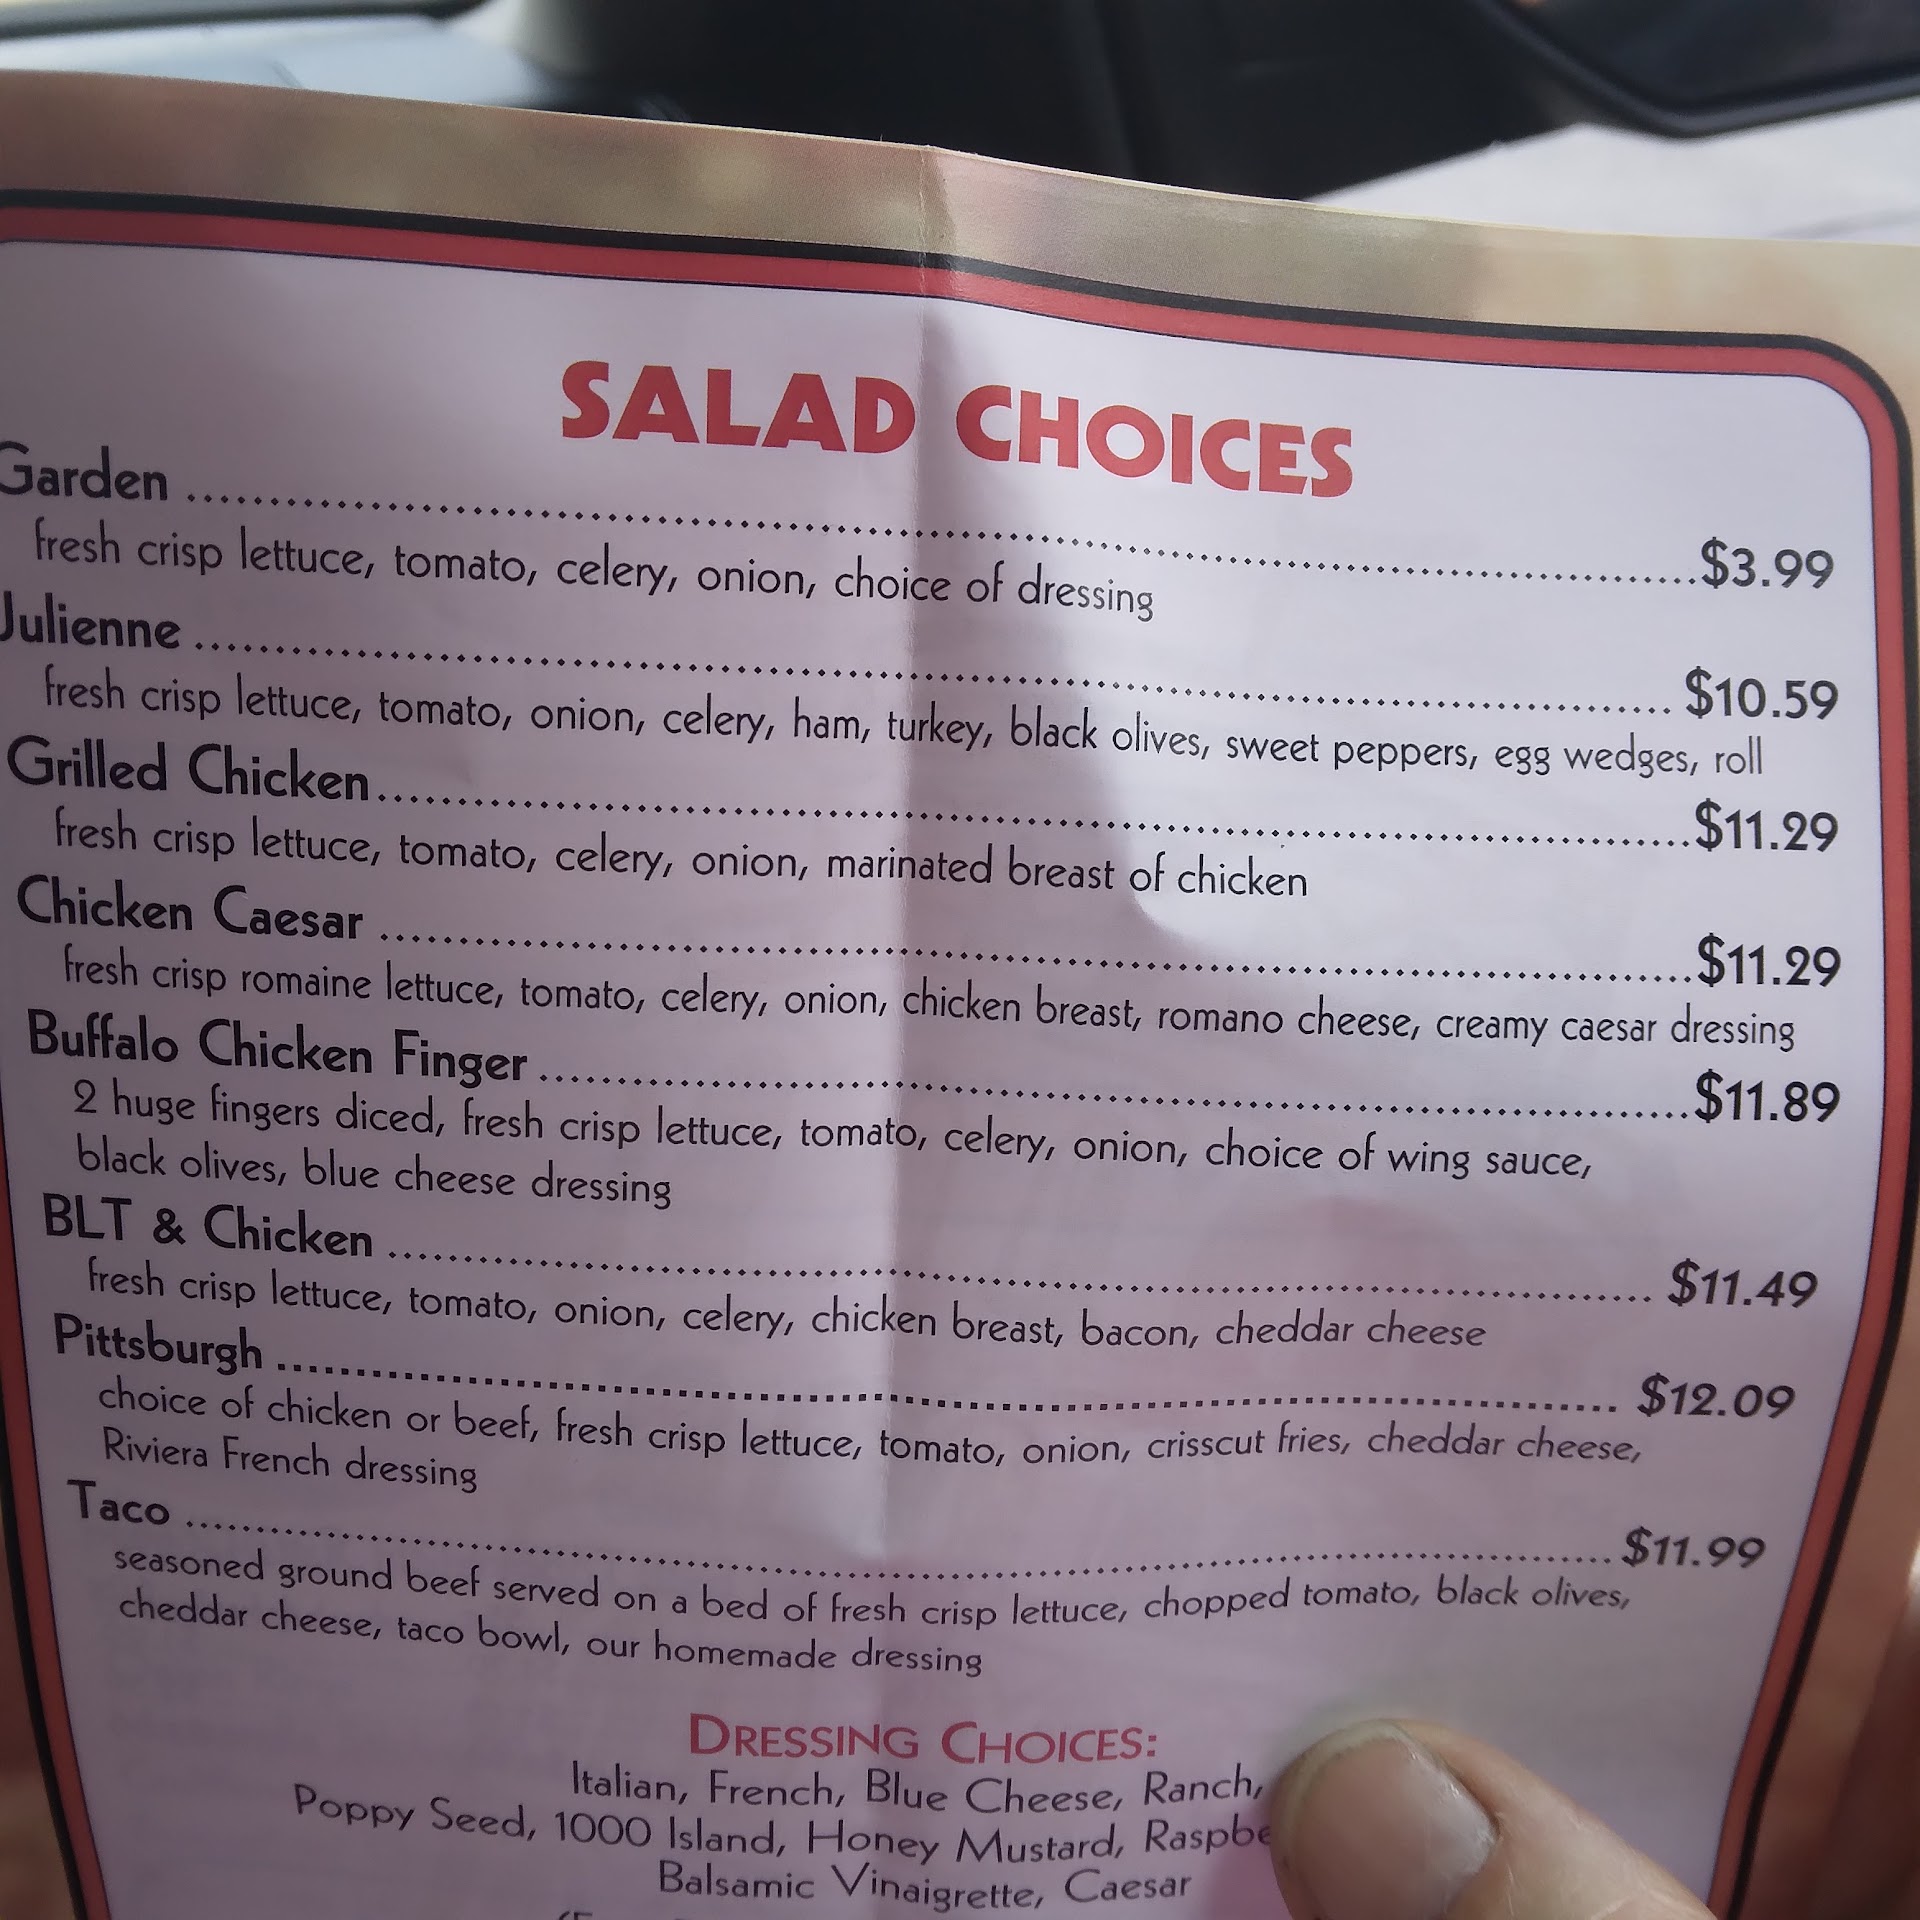 SALAD CHOICES
Garden ........ $3.99
fresh crisp lettuce, tomato, celery, onion, choice of dressing
Julienne ........ $10.59
fresh crisp lettuce, tomato, onion, celery, ham, turkey, black olives, sweet peppers, egg wedges, roll
Grilled Chicken ........ $11.29
fresh crisp lettuce, tomato, celery, onion, marinated breast of chicken
Chicken Caesar ........ $11.29
fresh crisp romaine lettuce, tomato, celery, onion, chicken breast, romano cheese, creamy caesar dressing
Buffalo Chicken Finger ........ $11.89
2 huge fingers diced, fresh crisp lettuce, tomato, celery, onion, choice of wing sauce,
black olives, blue cheese dressing
BLT & Chicken ........ $11.49
fresh crisp lettuce, tomato, onion, celery, chicken breast, bacon, cheddar cheese
Pittsburgh ........ $12.09
choice of chicken or beef, fresh crisp lettuce, tomato, onion, crisscut fries, cheddar cheese,
Riviera French dressing
Taco ........ $11.99
seasoned ground beef served on a bed of fresh crisp lettuce, chopped tomato, black olives,
cheddar cheese, taco bowl, our homemade dressing
DRESSING CHOICES:
Italian, French, Blue Cheese, Ranch,
Poppy Seed, 1000 Island, Honey Mustard,
Balsamic Vinaigrette, Caesar